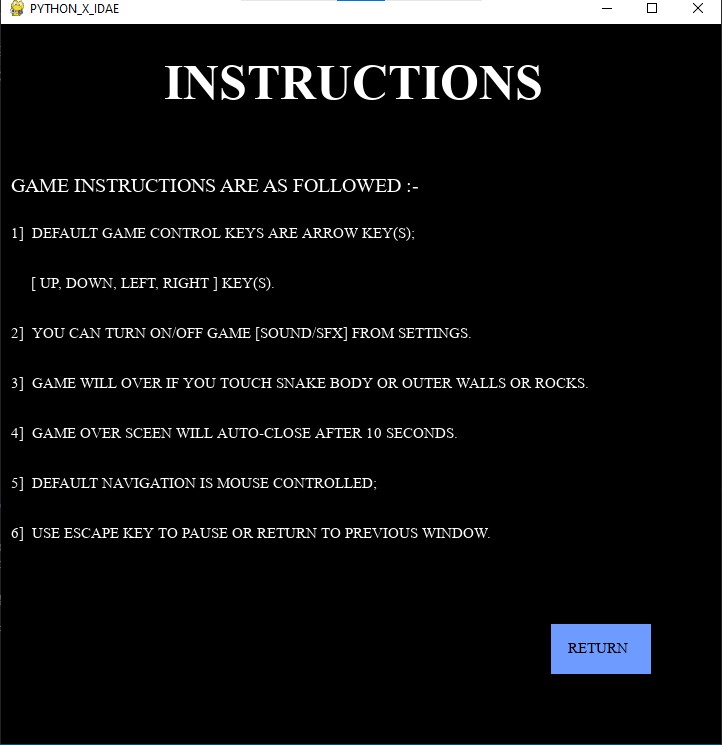 PYTHON_X_IDAE
INSTRUCTIONS
GAME INSTRUCTIONS ARE AS FOLLOWED :-
1] DEFAULT GAME CONTROL KEYS ARE ARROW KEY(S);
[ UP, DOWN, LEFT, RIGHT ] KEY(S).
2] YOU CAN TURN ON/OFF GAME [SOUND/SFX] FROM SETTINGS.
3] GAME WILL OVER IF YOU TOUCH SNAKE BODY OR OUTER WALLS OR ROCKS.
4] GAME OVER SCEEN WILL AUTO-CLOSE AFTER 10 SECONDS.
5] DEFAULT NAVIGATION IS MOUSE CONTROLLED;
6] USE ESCAPE KEY TO PAUSE OR RETURN TO PREVIOUS WINDOW.
RETURN